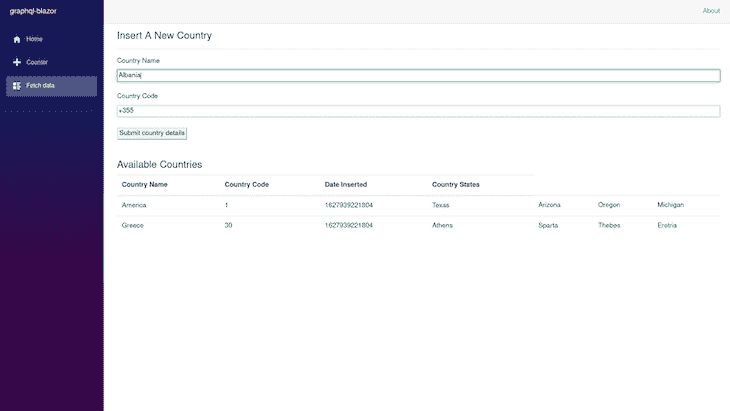 graphql-blazor
About
Home
Counter
Fetch data
Insert A New Country
Country Name
Albania
Country Code
+355
Submit country details
Available Countries
Country Name Country Code Date Inserted Country States
America 1 1627939221804 Texas Arizona Oregon Michigan
Greece 30 1627939221804 Athens Sparta Thebes Eretria